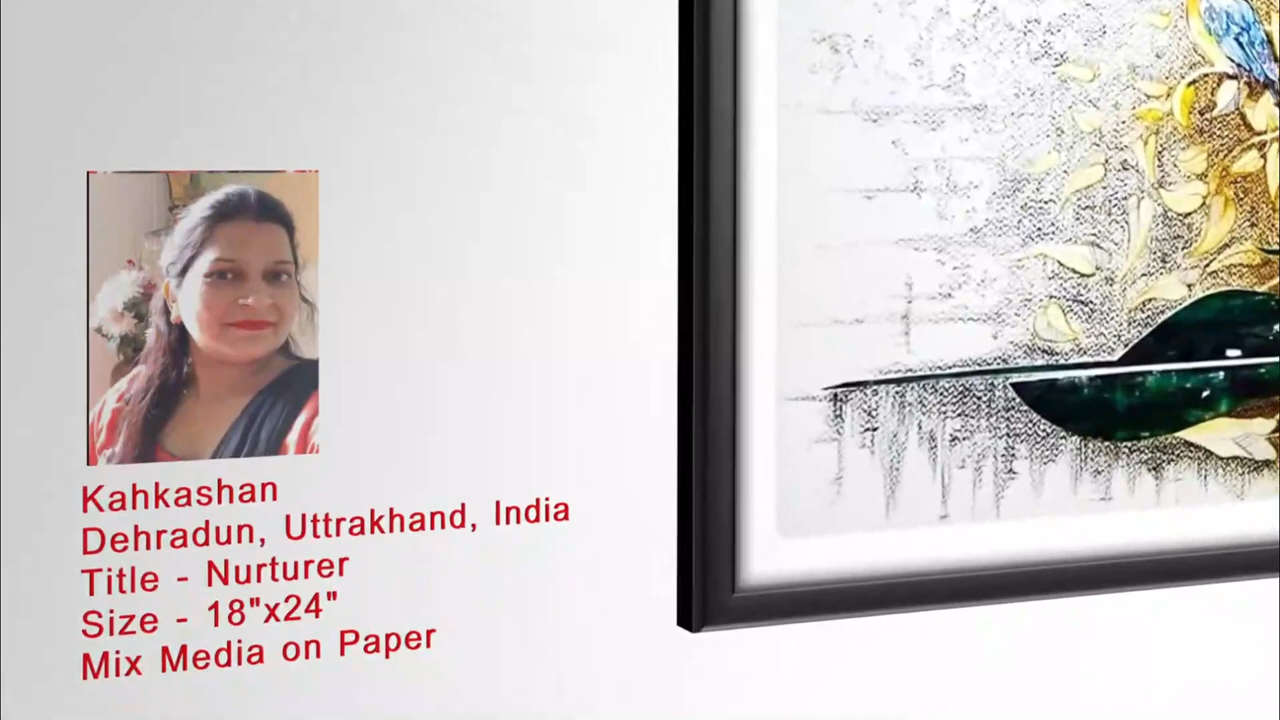 Kahkashan
Dehradun, Uttrakhand, India
Title - Nurturer
Size - 18"x24"
Mix Media on Paper